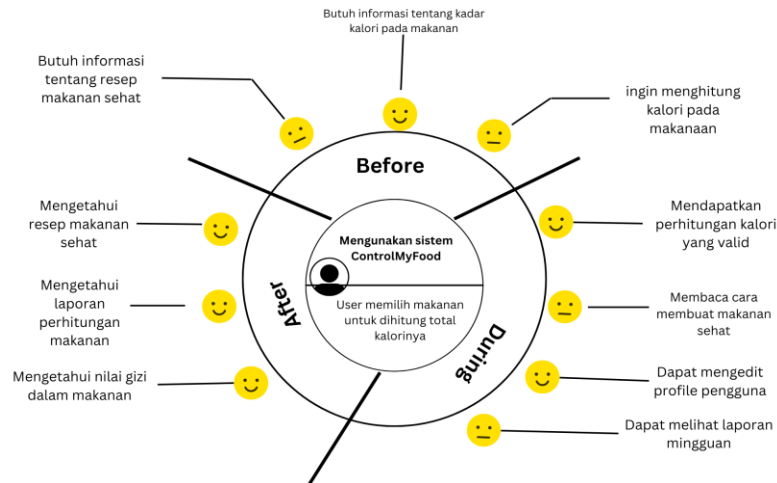 Butuh informasi tentang kadar
kalori pada makanan
Butuh informasi
tentang resep
makanan sehat
ingin menghitung
kalori pada
makanaan
Before
Mengetahui
resep makanan
sehat
Mendapatkan
perhitungan kalori
yang valid
Mengunakan sistem
ControlMyFood
User memilih makanan
untuk dihitung total
kalorinya
Mengetahui
laporan
perhitungan
makanan
After
Membaca cara
membuat makanan
sehat
During
Mengetahui nilai gizi
dalam makanan
Dapat mengedit
profile pengguna
Dapat melihat laporan
mingguan